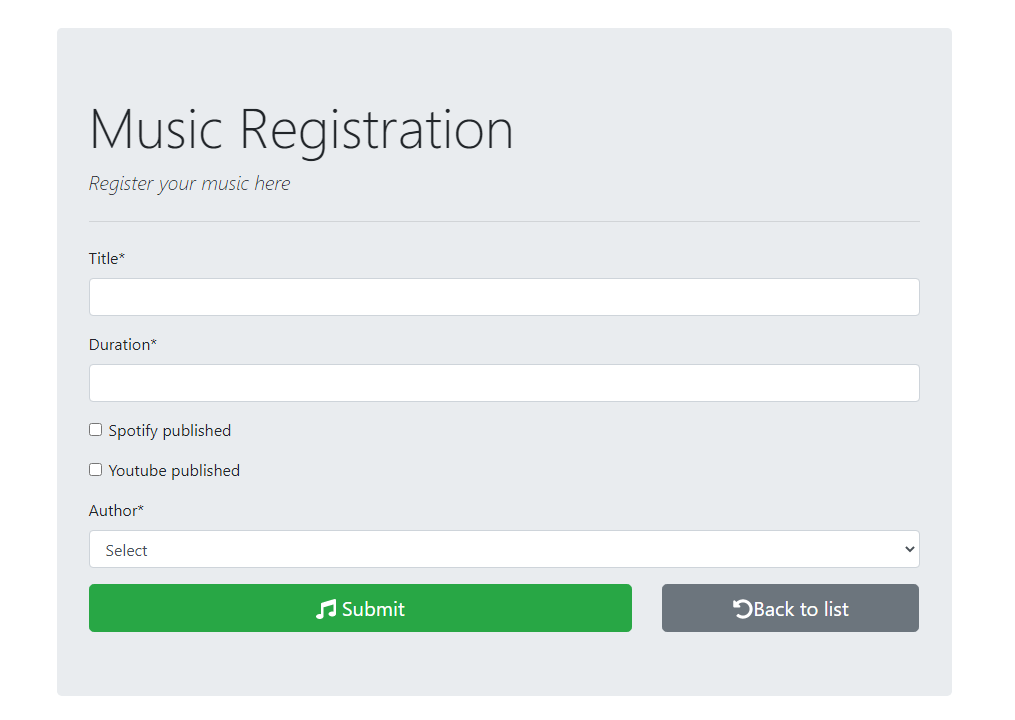 Music Registration
Register your music here
Title*
Duration*
Spotify published
Youtube published
Author*
Select
Submit Back to list